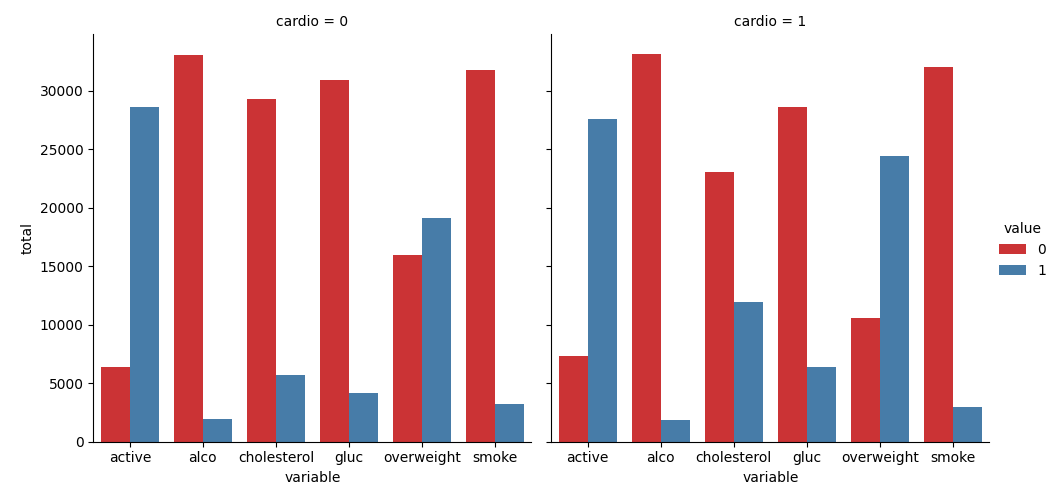 cardio = 0
cardio = 1
30000
25000
20000
15000
10000
5000
0
total
active alco cholesterol gluc overweight smoke
variable
active alco cholesterol gluc overweight smoke
variable
value
0
1